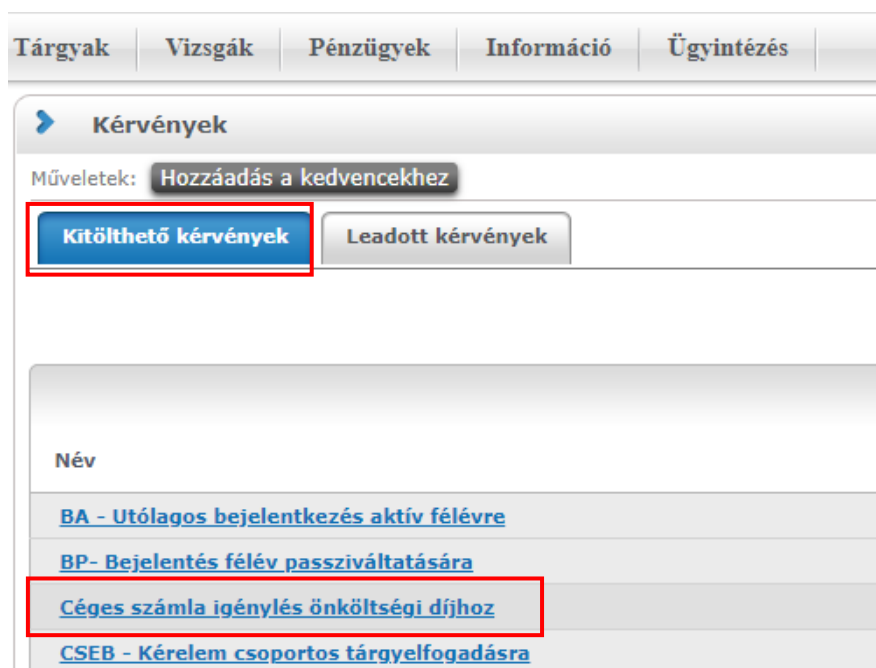 Tárgyak Vizsgák Pénzügyek Információ Ügyintézés
Kérvények
Műveletek: Hozzáadás a kedvencekhez
Kitölthető kérvények Leadott kérvények
Név
BA - Utólagos bejelentkezés aktív félévre
BP- Bejelentés félév passziváltatására
Céges számla igénylés önköltségi díjhoz
CSEB - Kérelem csoportos tárgyelfogadásra